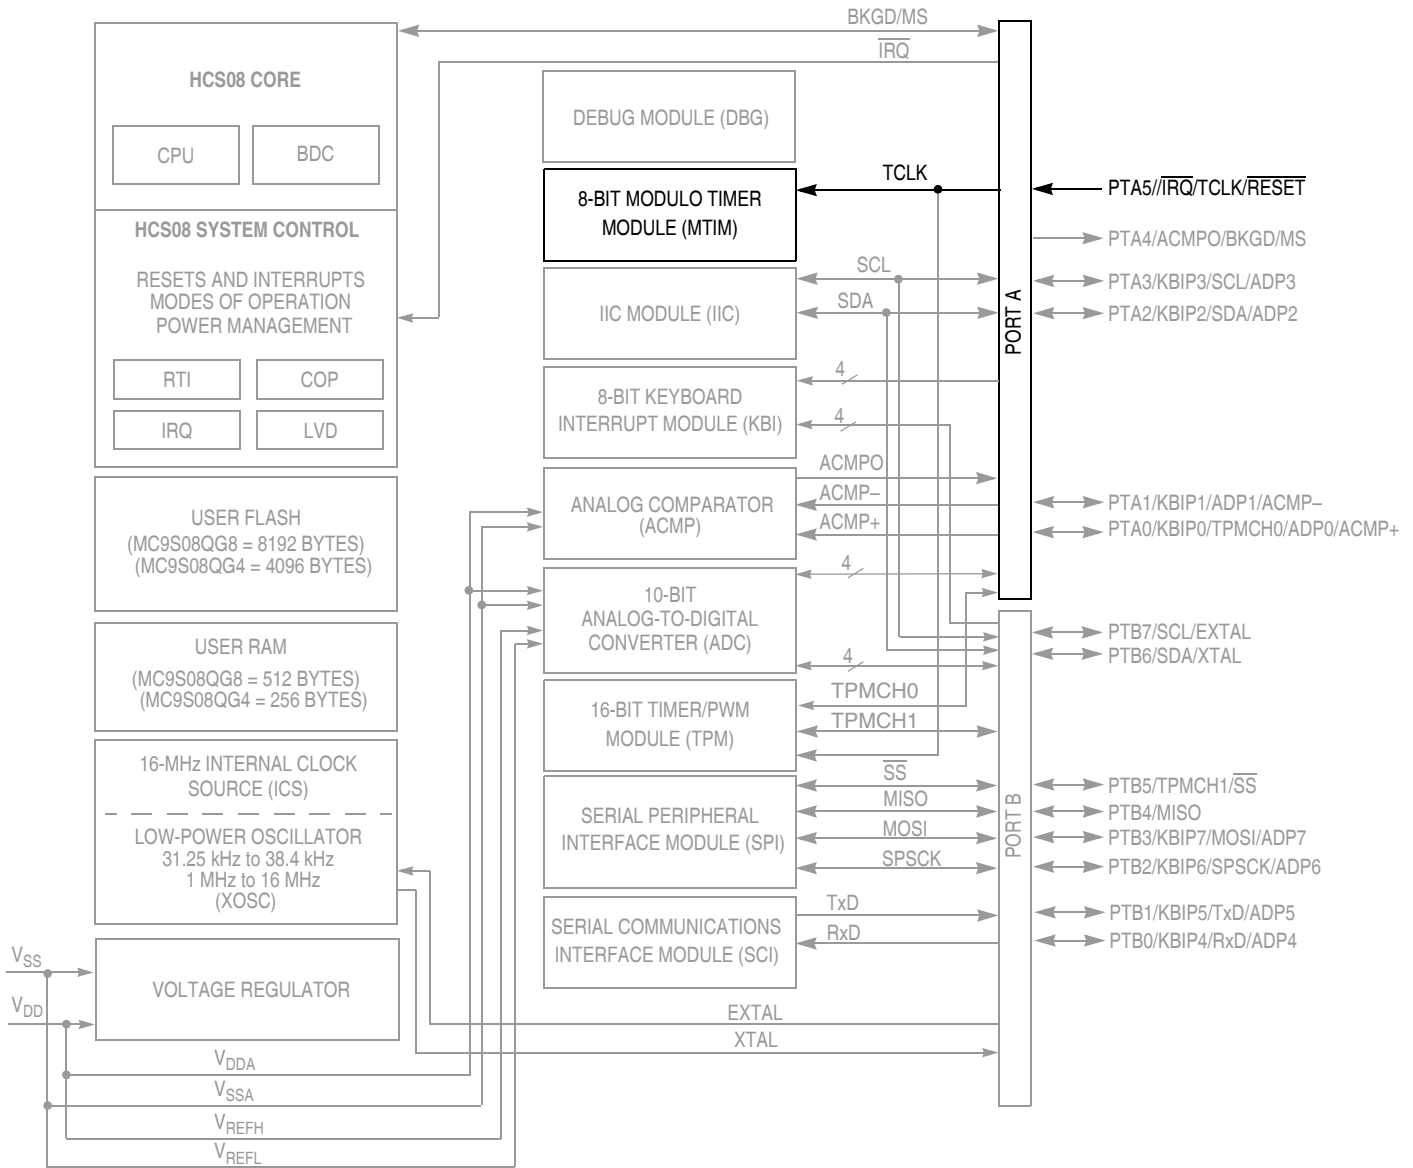 BKGD/MS
IRQ
HCS08 CORE
CPU
BDC
HCS08 SYSTEM CONTROL
RESETS AND INTERRUPTS
MODES OF OPERATION
POWER MANAGEMENT
RTI
COP
IRQ
LVD
USER FLASH
(MC9S08QG8 = 8192 BYTES)
(MC9S08QG4 = 4096 BYTES)
USER RAM
(MC9S08QG8 = 512 BYTES)
(MC9S08QG4 = 256 BYTES)
16-MHz INTERNAL CLOCK
SOURCE (ICS)
LOW-POWER OSCILLATOR
31.25 kHz to 38.4 kHz
1 MHz to 16 MHz
(XOSC)
VSS
VDD
VOLTAGE REGULATOR
VDDA
VSSA
VREFH
VREFL
DEBUG MODULE (DBG)
8-BIT MODULO TIMER
MODULE (MTIM)
TCLK
IIC MODULE (IIC)
SCL
SDA
8-BIT KEYBOARD
INTERRUPT MODULE (KBI)
4
4
ANALOG COMPARATOR
(ACMP)
ACMPO
ACMP–
ACMP+
10-BIT
ANALOG-TO-DIGITAL
CONVERTER (ADC)
4
4
16-BIT TIMER/PWM
MODULE (TPM)
TPMCH0
TPMCH1
SERIAL PERIPHERAL
INTERFACE MODULE (SPI)
SS
MISO
MOSI
SPSCK
SERIAL COMMUNICATIONS
INTERFACE MODULE (SCI)
TxD
RxD
EXTAL
XTAL
PORT A
PORT B
PTA5//IRQ/TCLK/RESET
PTA4/ACMPO/BKGD/MS
PTA3/KBIP3/SCL/ADP3
PTA2/KBIP2/SDA/ADP2
PTA1/KBIP1/ADP1/ACMP–
PTA0/KBIP0/TPMCH0/ADP0/ACMP+
PTB7/SCL/EXTAL
PTB6/SDA/XTAL
PTB5/TPMCH1/SS
PTB4/MISO
PTB3/KBIP7/MOSI/ADP7
PTB2/KBIP6/SPSCK/ADP6
PTB1/KBIP5/TxD/ADP5
PTB0/KBIP4/RxD/ADP4